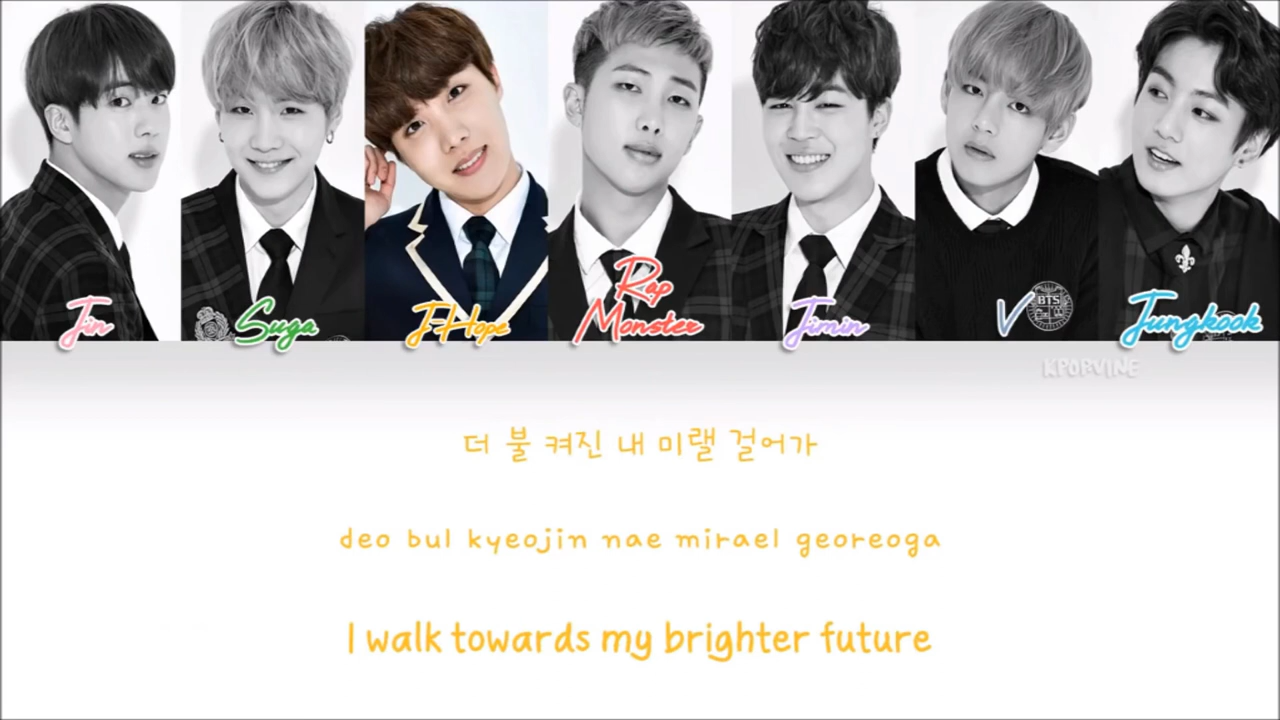 Jin
Suga
J-Hope
Rap
Monster
Jimin
V
BTS
Jungkook
KPOPVINE
더 불 켜진 내 미랠 걸어가
deo bul kyeojin nae mirael georeoga
I walk towards my brighter future